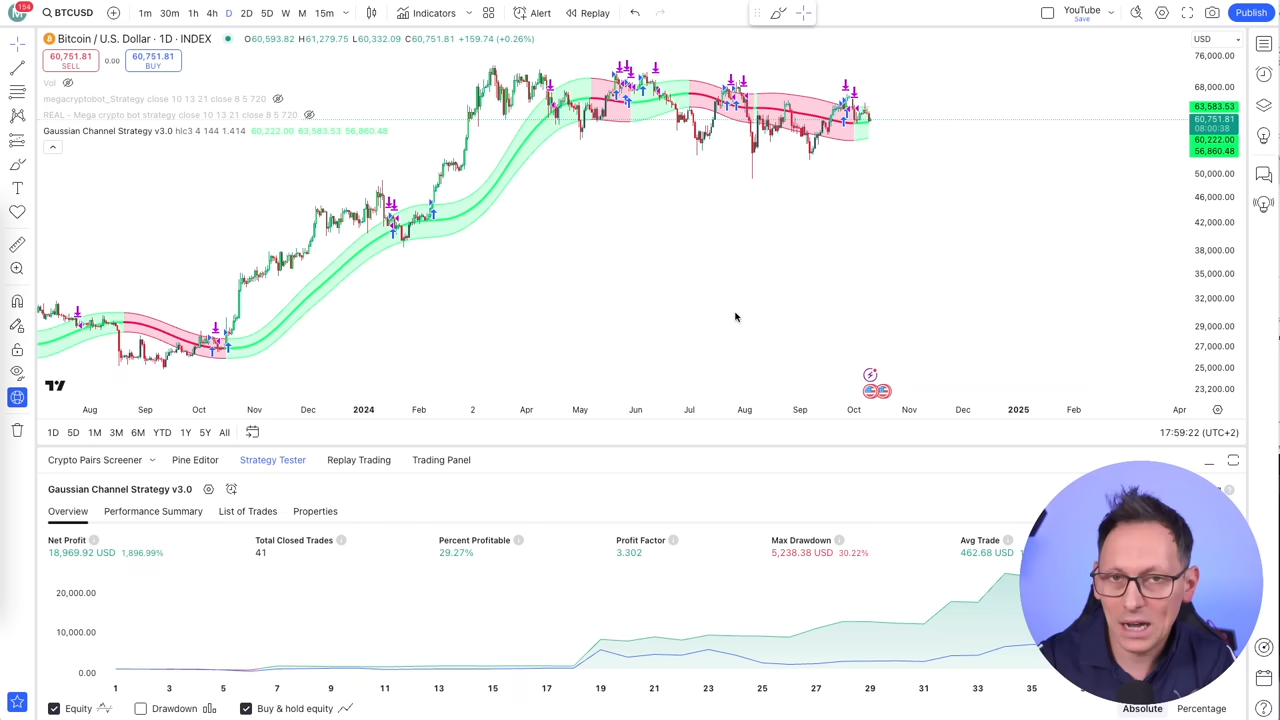 154
BTCUSD
1m 30m 1h 4h D 2D 5D W M 15m
Indicators
Alert
Replay
YouTube
Save
Publish
Bitcoin / U.S. Dollar · 1D · INDEX O60,593.82 H61,279.75 L60,332.09 C60,751.81 +159.74 (+0.26%)
60,751.81 SELL
0.00
60,751.81 BUY
Vol
megacryptobot_Strategy close 10 13 21 close 8 5 720
REAL - Mega crypto bot strategy close 10 13 21 close 8 5 720
Gaussian Channel Strategy v3.0 hlc3 4 144 1.414 60,222.00 63,583.53 56,860.48
USD
76,000.00
68,000.00
63,583.53
60,751.81
08:00:38
60,222.00
56,860.48
50,000.00
46,000.00
42,000.00
38,000.00
35,000.00
32,000.00
29,000.00
27,000.00
25,000.00
23,200.00
Aug Sep Oct Nov Dec 2024 Feb 2 Apr May Jun Jul Aug Sep Oct Nov Dec 2025 Feb Apr
1D 5D 1M 3M 6M YTD 1Y 5Y All
17:59:22 (UTC+2)
Crypto Pairs Screener Pine Editor Strategy Tester Replay Trading Trading Panel
Gaussian Channel Strategy v3.0
Overview Performance Summary List of Trades Properties
Net Profit Total Closed Trades Percent Profitable Profit Factor Max Drawdown Avg Trade
18,969.92 USD 1,896.99% 41 29.27% 3.302 5,238.38 USD 30.22% 462.68 USD
20,000.00
10,000.00
0.00
1 3 5 7 9 11 13 15 17 19 21 23 25 27 29 31 33 35
Equity Drawdown Buy & hold equity
Absolute Percentage